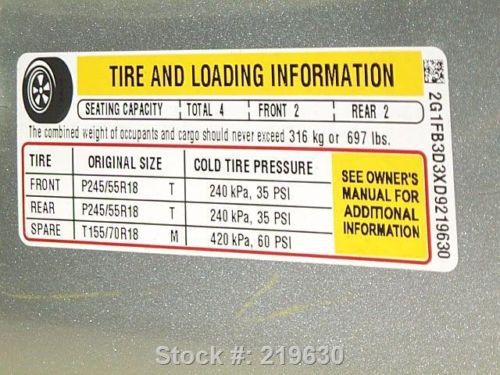 TIRE AND LOADING INFORMATION
SEATING CAPACITY TOTAL 4 FRONT 2 REAR 2
The combined weight of occupants and cargo should never exceed 316 kg or 697 lbs.
TIRE ORIGINAL SIZE COLD TIRE PRESSURE
FRONT P245/55R18 T 240 kPa, 35 PSI
REAR P245/55R18 T 240 kPa, 35 PSI
SPARE T155/70R18 M 420 kPa, 60 PSI
SEE OWNER'S
MANUAL FOR
ADDITIONAL
INFORMATION
2G1FB3D3XD9219630
Stock #: 219630